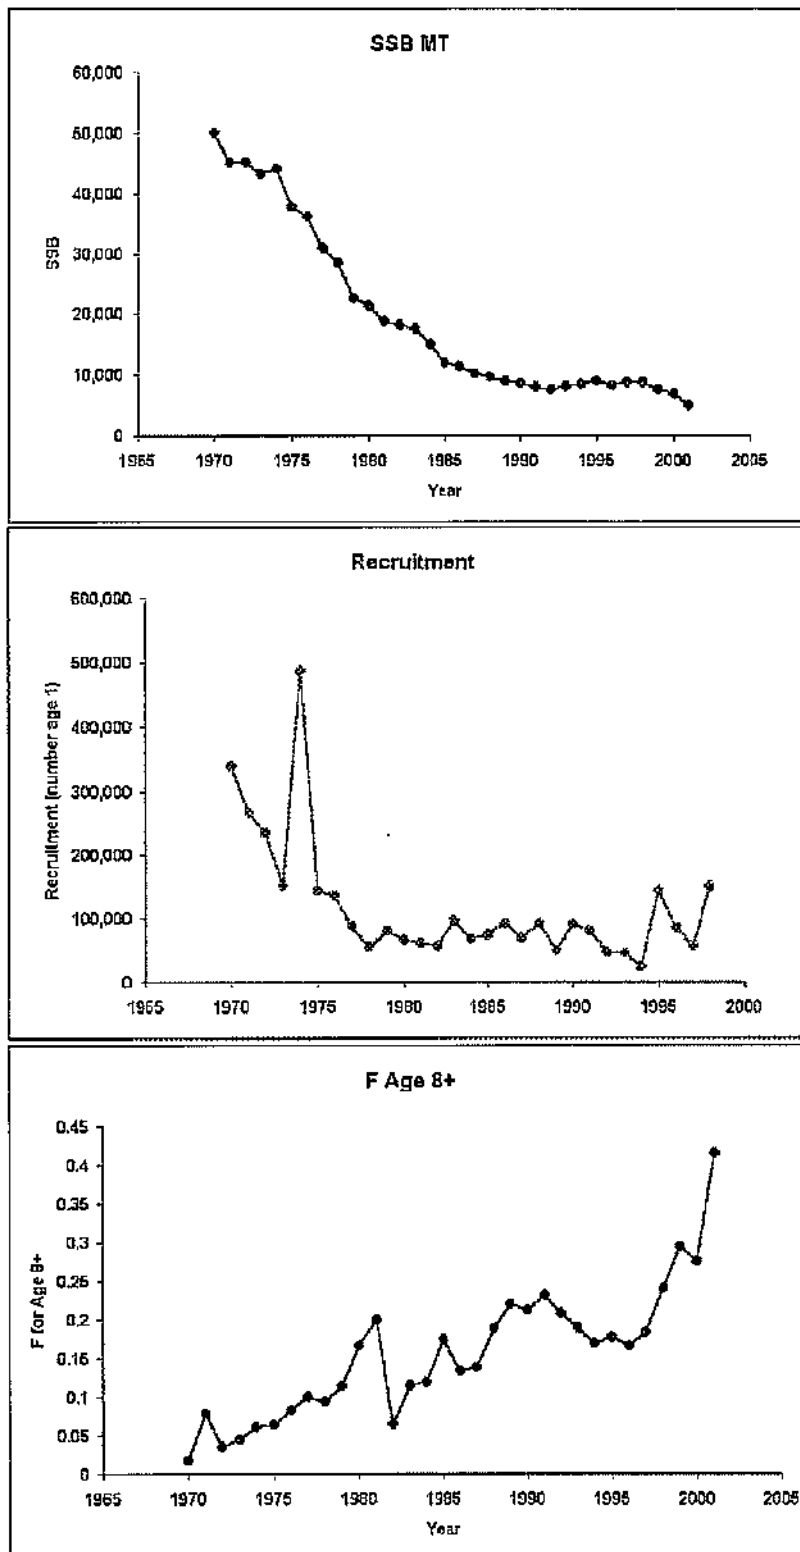 SSB MT
60,000
50,000
40,000
30,000
20,000
10,000
0
SSB
1965 1970 1975 1980 1985 1990 1995 2000 2005
Year
Recruitment
600,000
500,000
400,000
300,000
200,000
100,000
0
Recruitment (number age 1)
1965 1970 1975 1980 1985 1990 1995 2000
F Age 8+
0.45
0.4
0.35
0.3
0.25
0.2
0.15
0.1
0.05
0
F for Age 8+
1965 1970 1975 1980 1985 1990 1995 2000 2005
Year